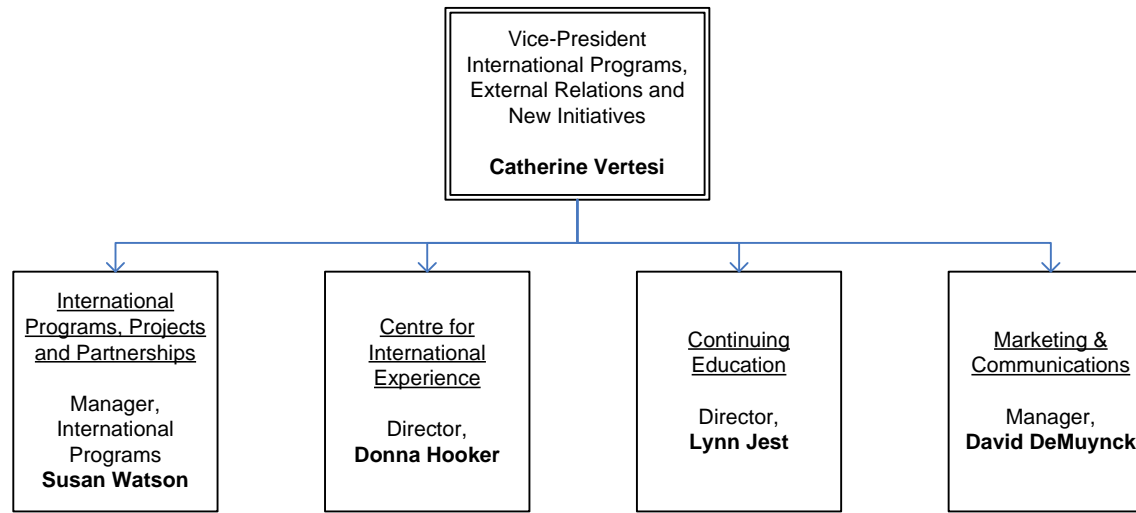 Vice-President
International Programs,
External Relations and
New Initiatives
Catherine Vertesi
International
Programs, Projects
and Partnerships
Manager,
International
Programs
Susan Watson
Centre for
International
Experience
Director,
Donna Hooker
Continuing
Education
Director,
Lynn Jest
Marketing &
Communications
Manager,
David DeMuynck